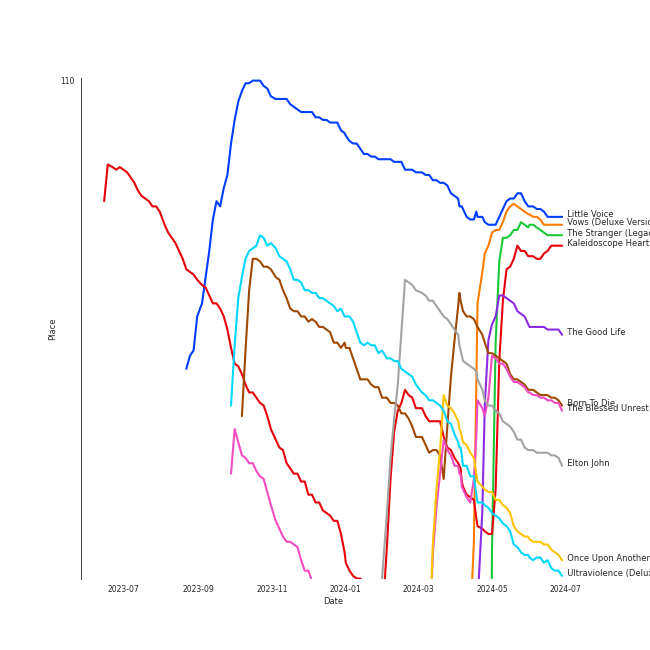 110
Place
Little Voice
Vows (Deluxe Versio
The Stranger (Legac
Kaleidoscope Heart
The Good Life
Born To Die
The Blessed Unrest
Elton John
Once Upon Another
Ultraviolence (Delu
2023-07 2023-09 2023-11 2024-01 2024-03 2024-05 2024-07
Date